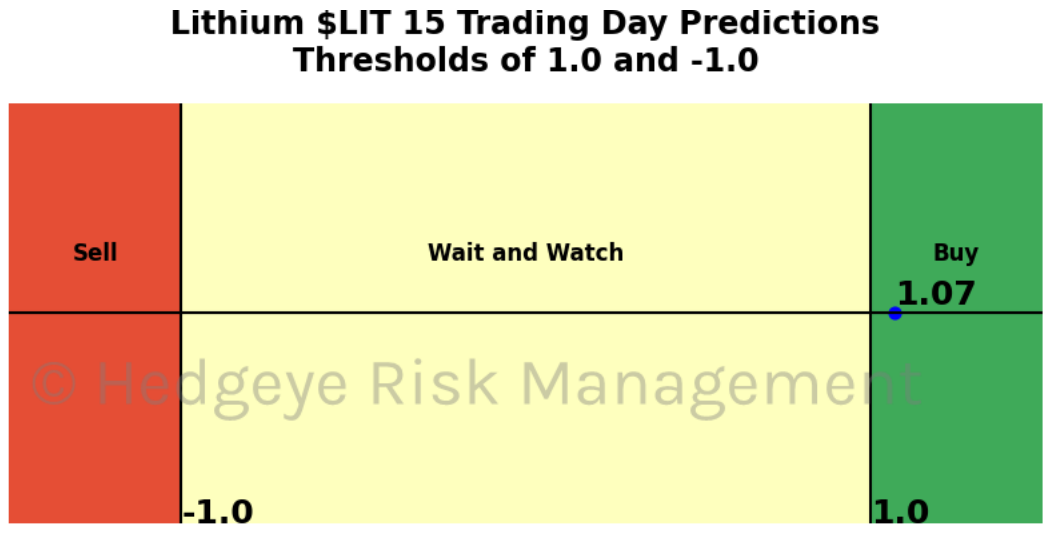 Lithium $LIT 15 Trading Day Predictions
Thresholds of 1.0 and -1.0
Sell
Wait and Watch
Buy
1.07
© Hedgeye Risk Management
-1.0
1.0